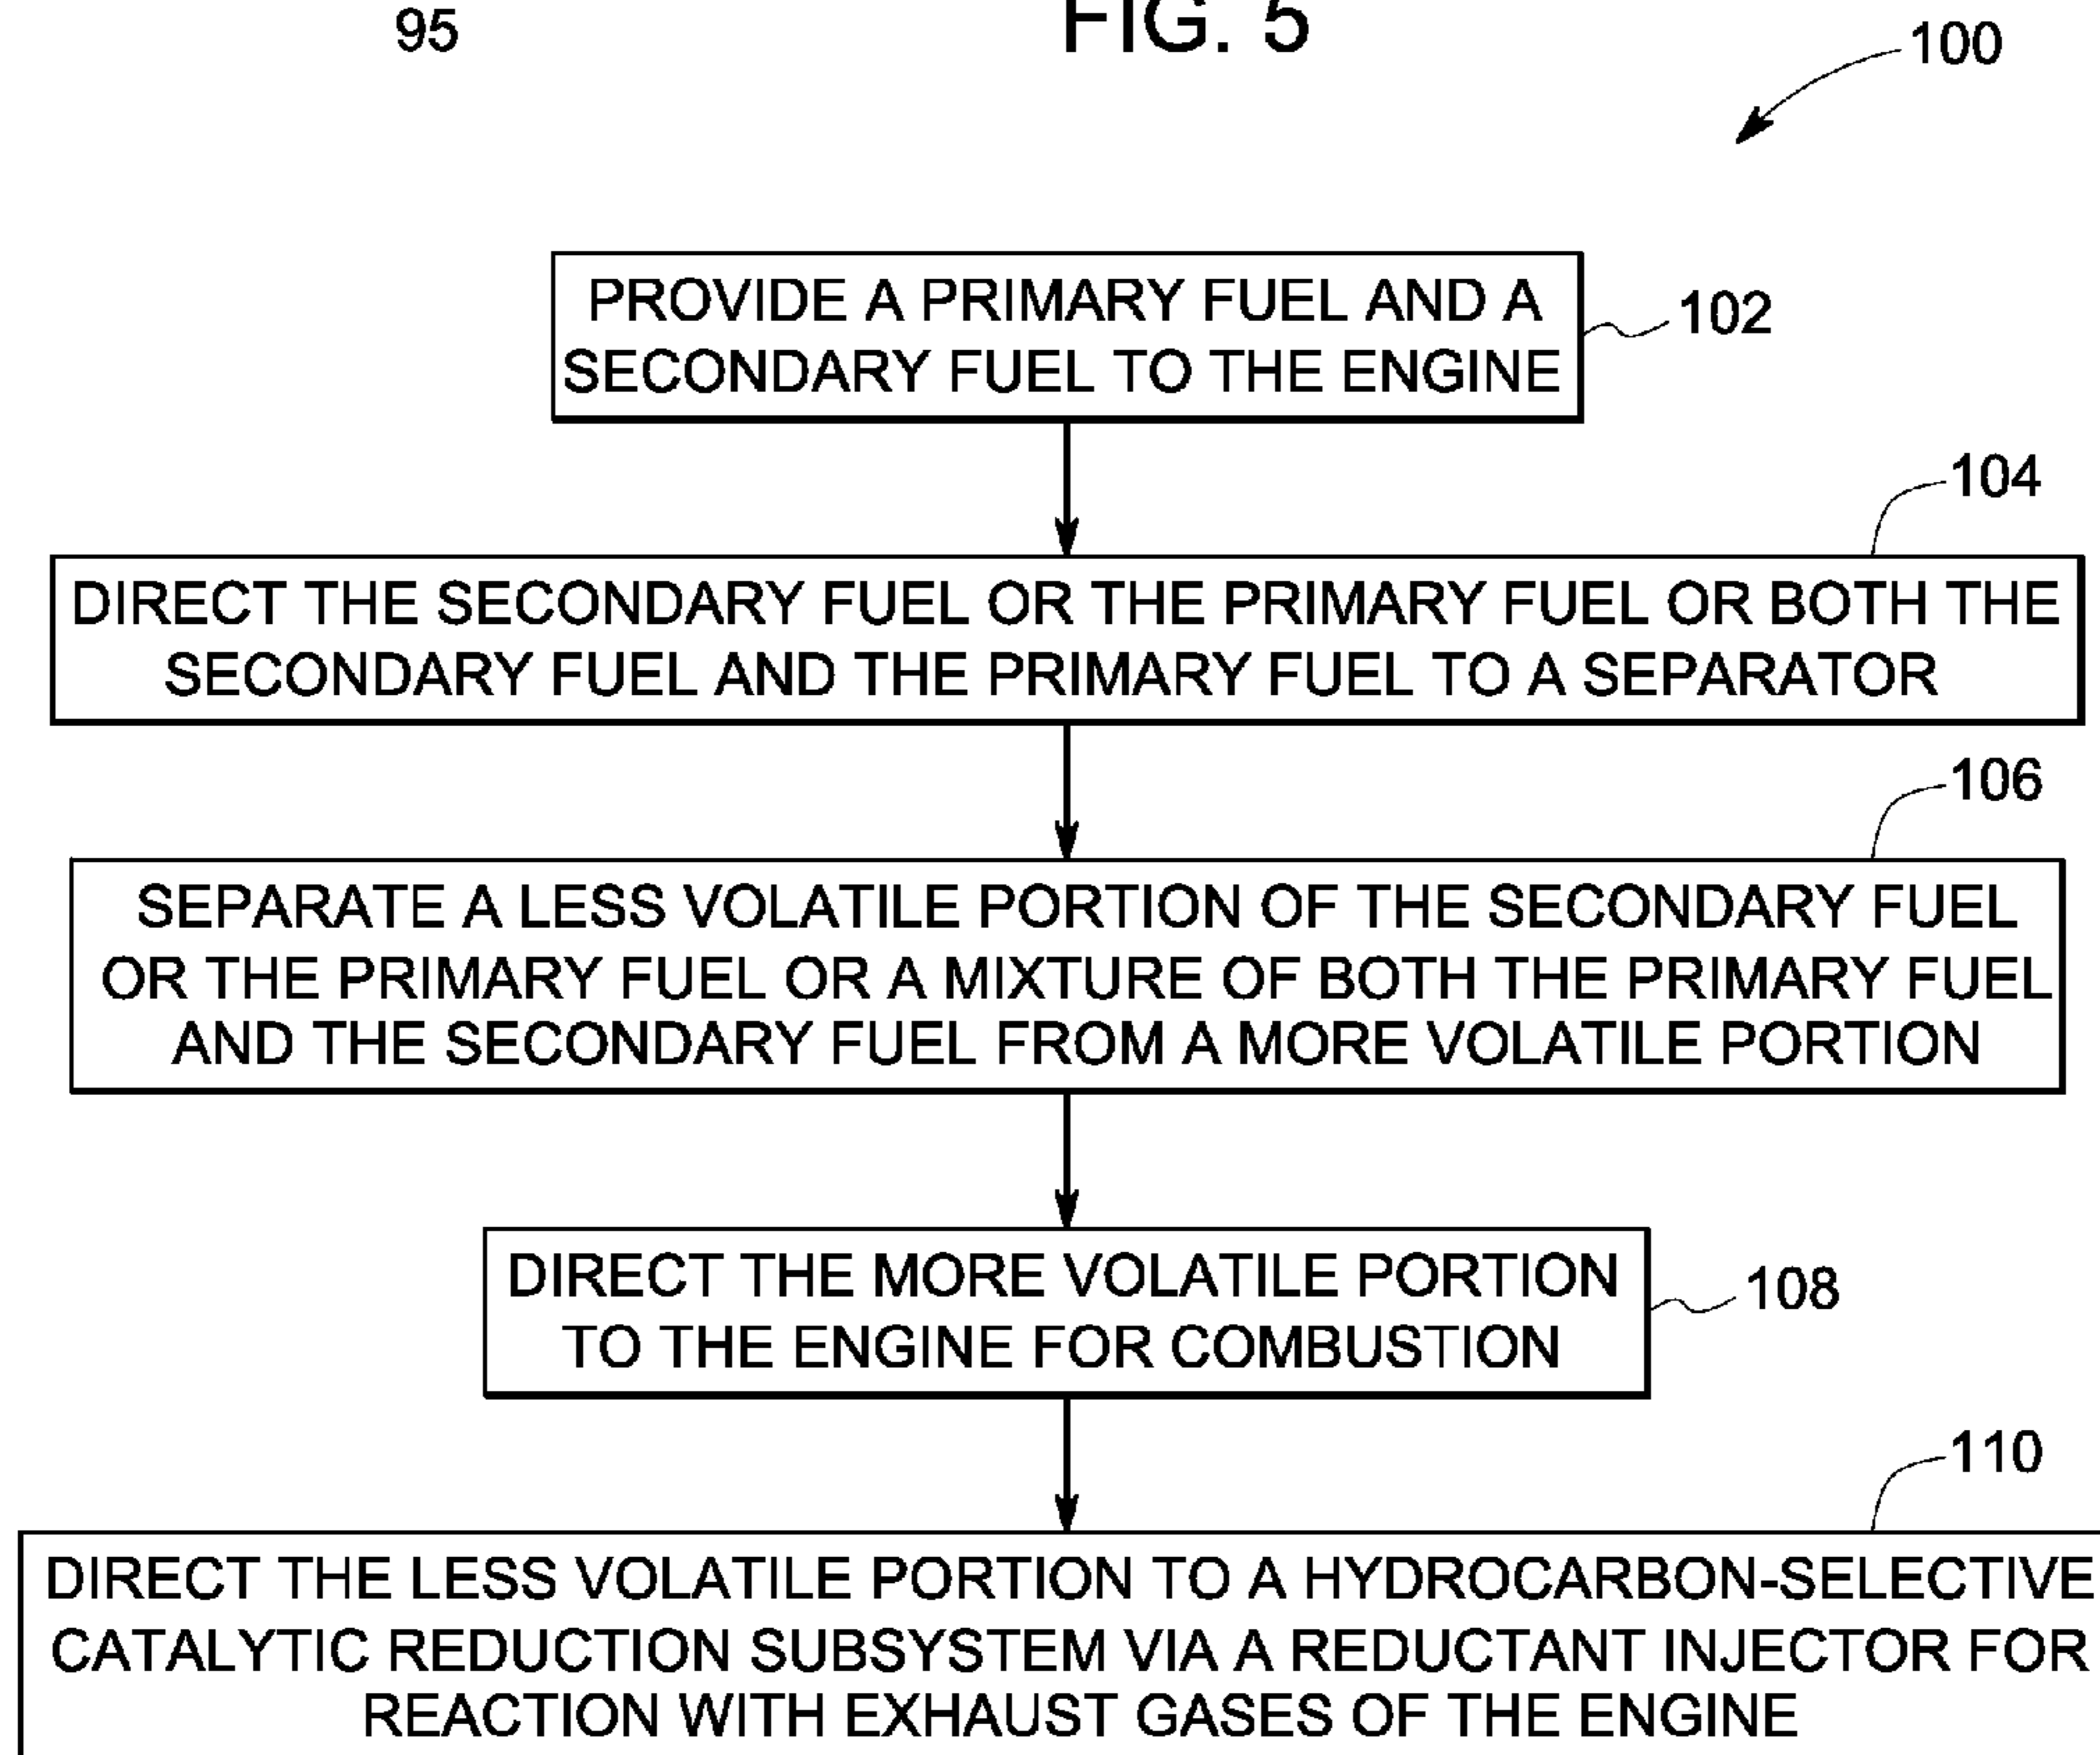 95
FIG. 5
100
PROVIDE A PRIMARY FUEL AND A
SECONDARY FUEL TO THE ENGINE
102
104
DIRECT THE SECONDARY FUEL OR THE PRIMARY FUEL OR BOTH THE
SECONDARY FUEL AND THE PRIMARY FUEL TO A SEPARATOR
106
SEPARATE A LESS VOLATILE PORTION OF THE SECONDARY FUEL
OR THE PRIMARY FUEL OR A MIXTURE OF BOTH THE PRIMARY FUEL
AND THE SECONDARY FUEL FROM A MORE VOLATILE PORTION
DIRECT THE MORE VOLATILE PORTION
TO THE ENGINE FOR COMBUSTION
108
110
DIRECT THE LESS VOLATILE PORTION TO A HYDROCARBON-SELECTIVE
CATALYTIC REDUCTION SUBSYSTEM VIA A REDUCTANT INJECTOR FOR
REACTION WITH EXHAUST GASES OF THE ENGINE